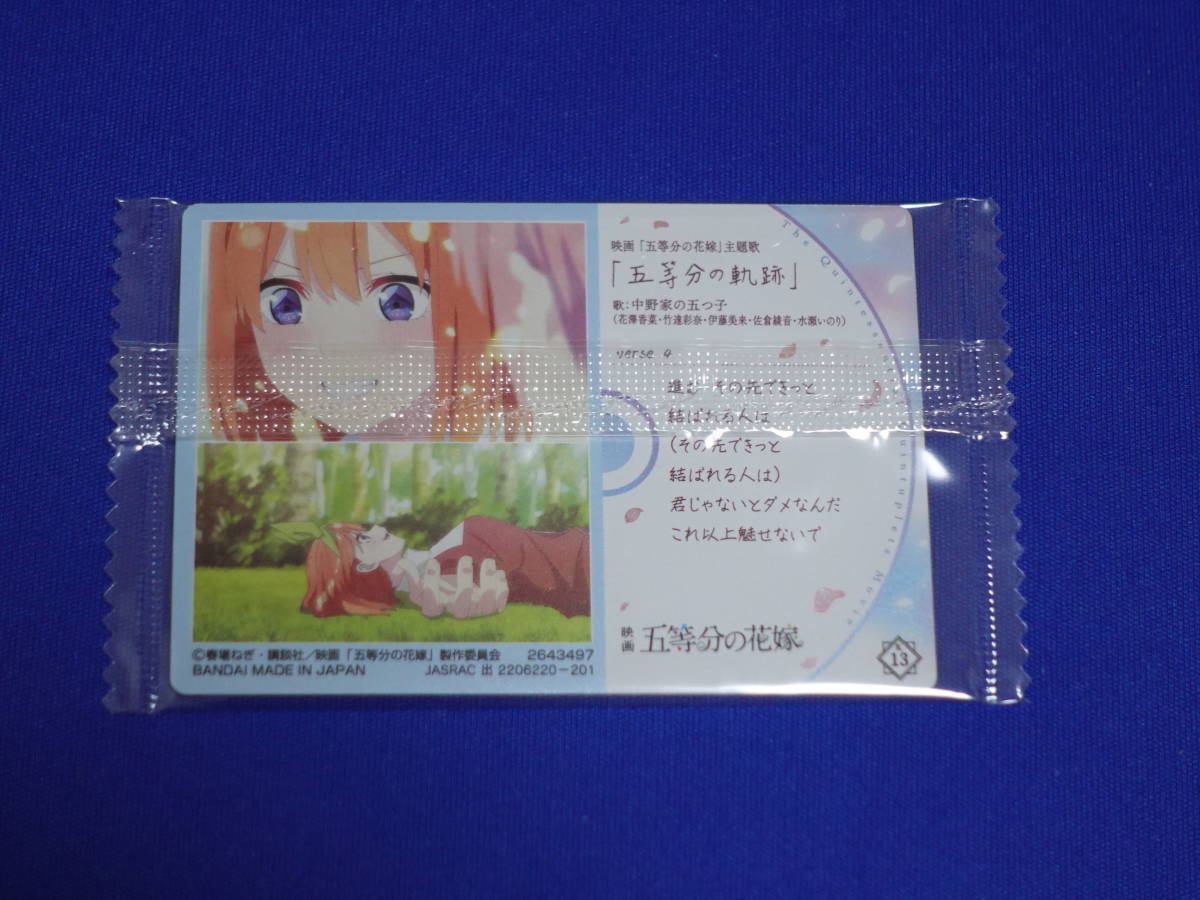 映画「五等分の花嫁」主題歌
「五等分の軌跡」
歌:中野家の五つ子
(花澤香菜・竹達彩奈・伊藤美来・佐倉綾音・水瀬いのり)
verse 4
進む その先できっと
結ばれる人は
(その先できっと
結ばれる人は)
君じゃないとダメなんだ
これ以上魅せないで
映画 五等分の花嫁
13
The Quintessential Quintuplets Movie
©春場ねぎ・講談社／映画「五等分の花嫁」製作委員会 2643497
BANDAI MADE IN JAPAN JASRAC 出 2206220-201